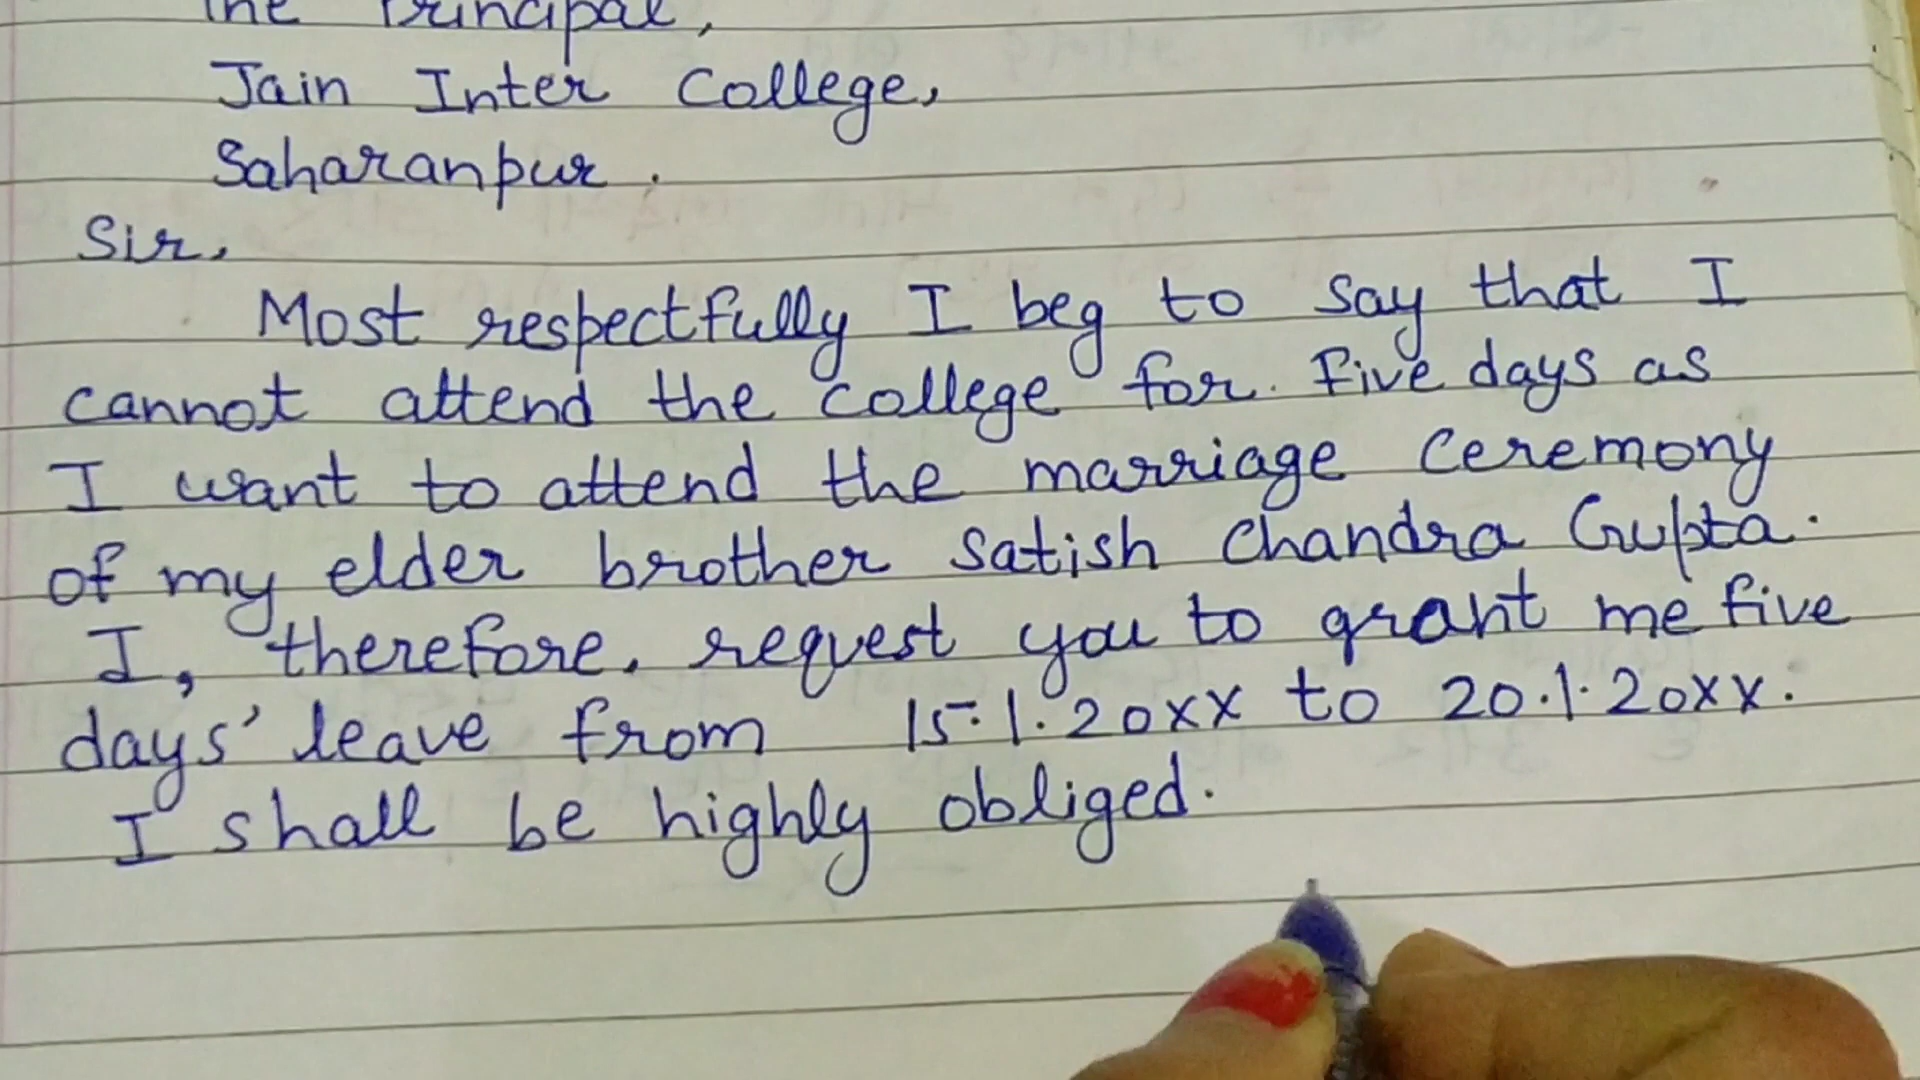 The Principal,
Jain Inter College,
Saharanpur.
Sir,
Most respectfully I beg to say that I
cannot attend the college for. five days as
I want to attend the marriage ceremony
of my elder brother Satish Chandra Gupta.
I, therefore, request you to grant me five
days' leave from 15.1.20XX to 20.1.20XX.
I shall be highly obliged.